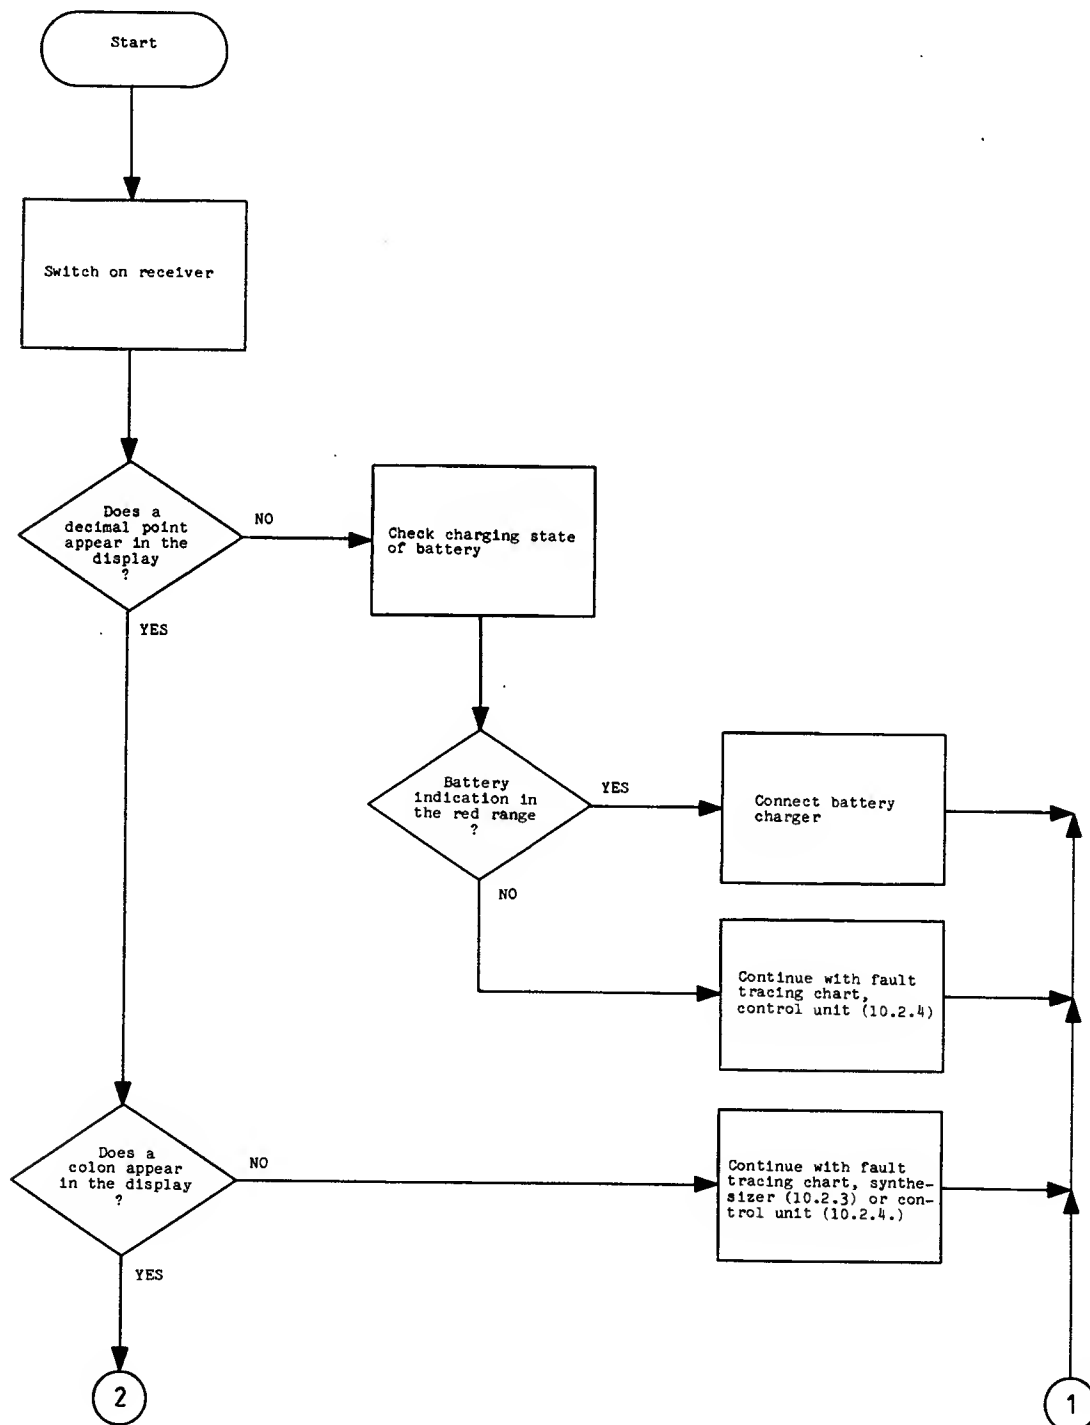 Start
Switch on receiver
Does a
decimal point
appear in the
display
?
NO
YES
Check charging state
of battery
Battery
indication in
the red range
?
YES
NO
Connect battery
charger
Continue with fault
tracing chart,
control unit (10.2.4)
Does a
colon appear
in the display
?
NO
YES
Continue with fault
tracing chart, synthe-
sizer (10.2.3) or con-
trol unit (10.2.4.)
2
1